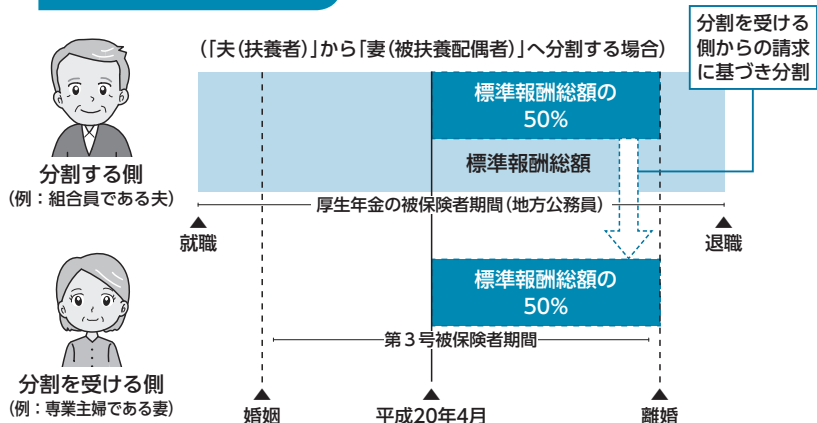 (「夫(扶養者)」から「妻(被扶養配偶者)」へ分割する場合)
分割を受ける
側からの請求
に基づき分割
標準報酬総額の
50%
標準報酬総額
分割する側
(例：組合員である夫)
厚生年金の被保険者期間(地方公務員)
就職
退職
標準報酬総額の
50%
第3号被保険者期間
分割を受ける側
(例：専業主婦である妻)
婚姻
平成20年4月
離婚